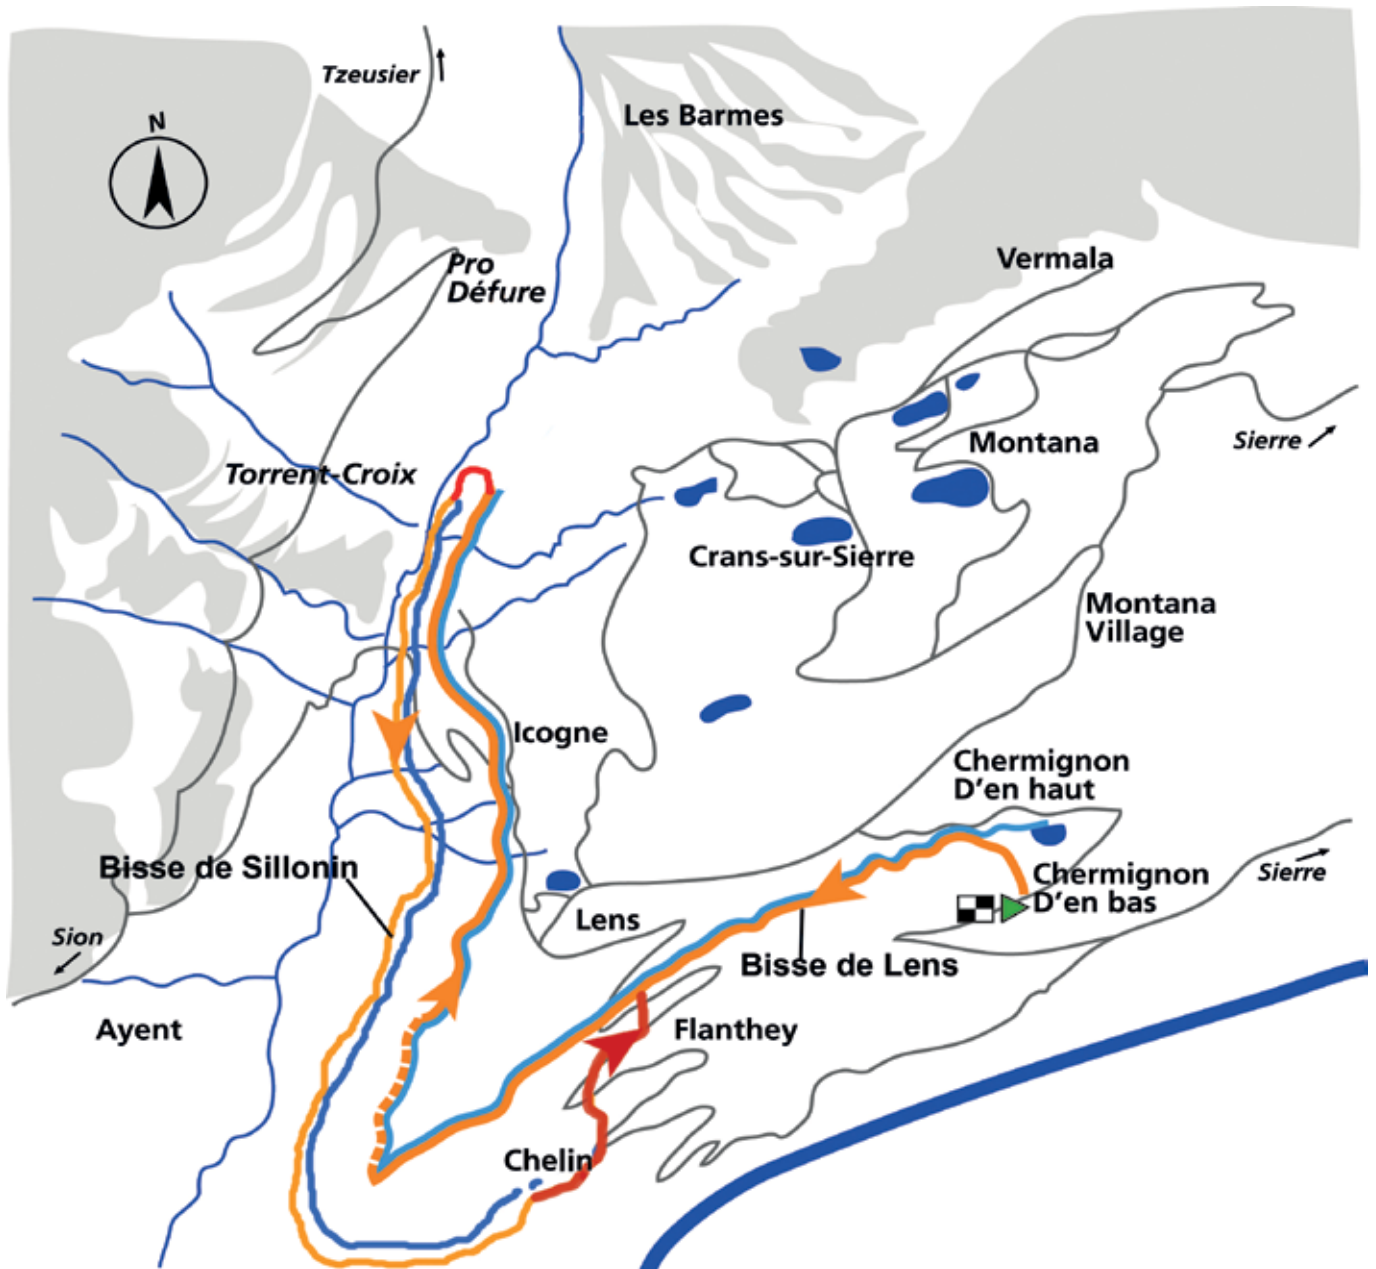 Tzeusier
Les Barmes
N
Vermala
Pro
Défure
Sierre
Montana
Torrent-Croix
Crans-sur-Sierre
Montana
Village
Icogne
Chermignon
D'en haut
Bisse de Sillonin
Sierre
Chermignon
D'en bas
Lens
Sion
Bisse de Lens
Ayent
Flanthey
Chelin